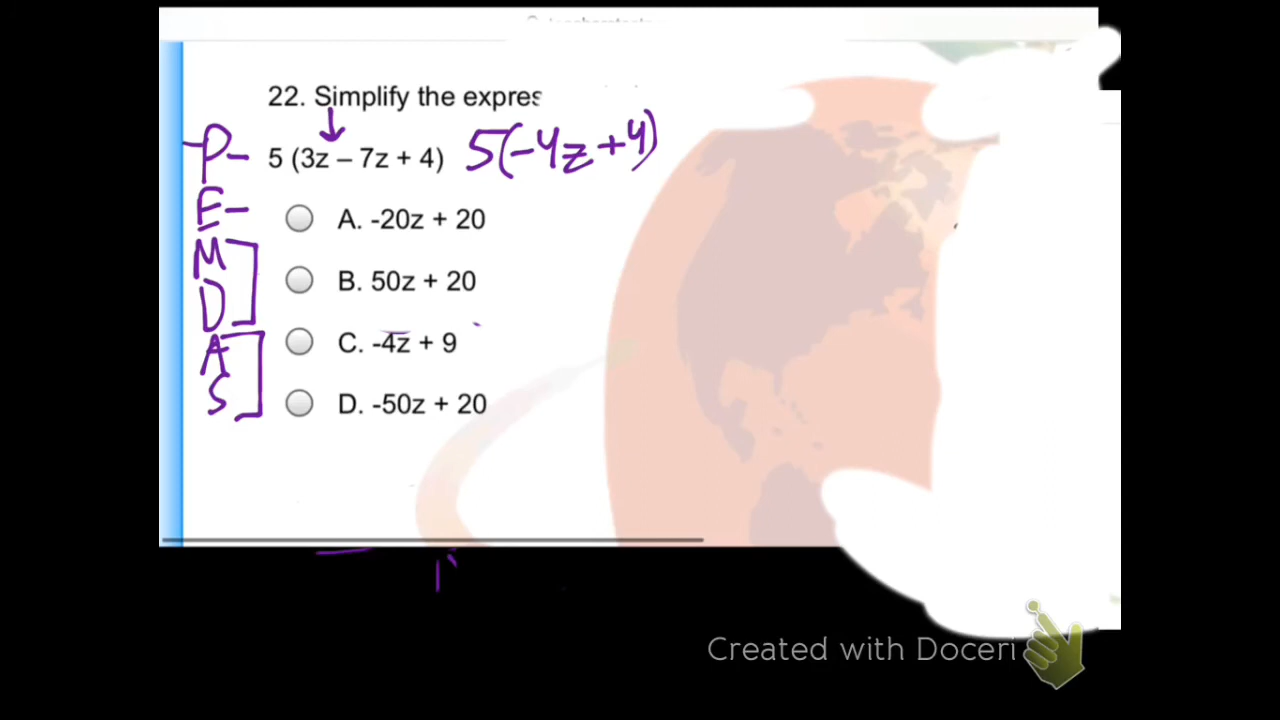 22. Simplify the expres
P- 5 (3z – 7z + 4) 5(-4z+4)
E-
A. -20z + 20
M
B. 50z + 20
D
C. -4z + 9
A
D. -50z + 20
S
Created with Doceri